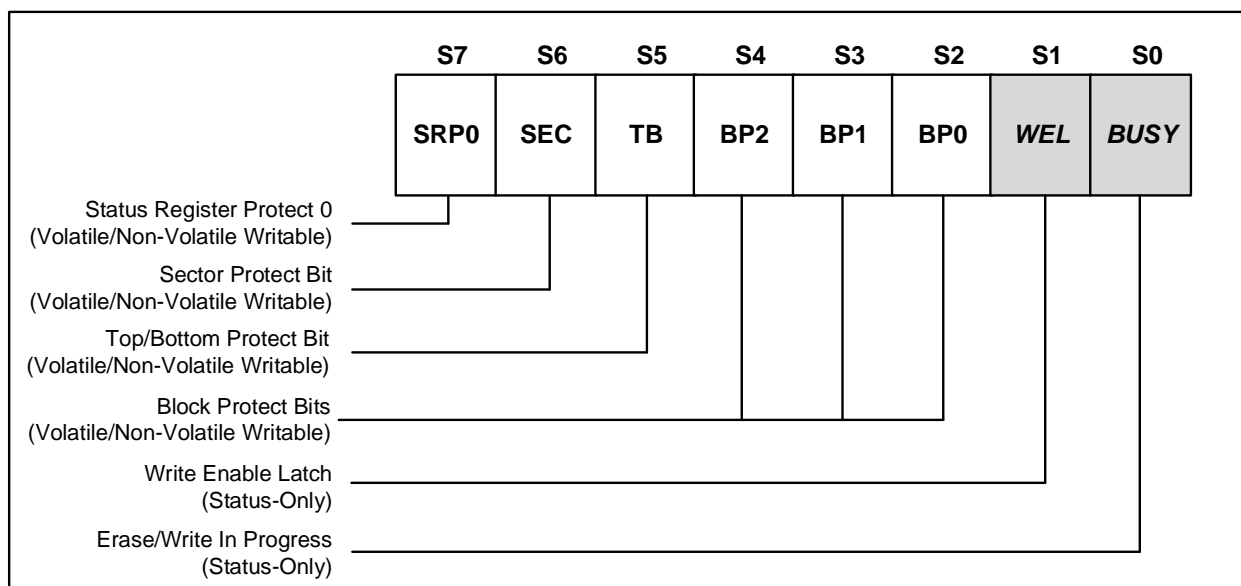 S7 S6 S5 S4 S3 S2 S1 S0
SRP0 SEC TB BP2 BP1 BP0 WEL BUSY
Status Register Protect 0
(Volatile/Non-Volatile Writable)
Sector Protect Bit
(Volatile/Non-Volatile Writable)
Top/Bottom Protect Bit
(Volatile/Non-Volatile Writable)
Block Protect Bits
(Volatile/Non-Volatile Writable)
Write Enable Latch
(Status-Only)
Erase/Write In Progress
(Status-Only)